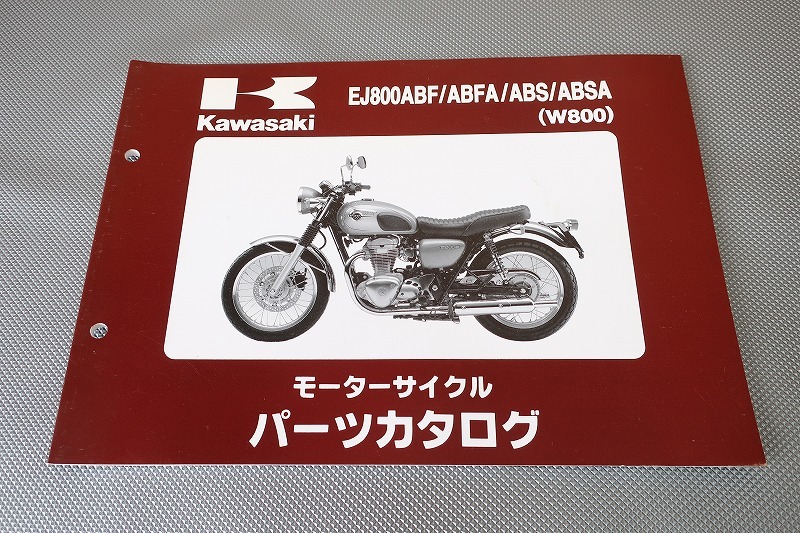 Kawasaki
EJ800ABF/ABFA/ABS/ABSA
(W800)
モーターサイクル
パーツカタログ